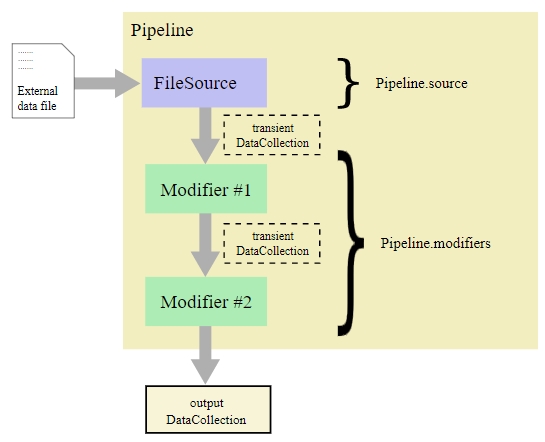 Pipeline
.......
.......
.......
External
data file
FileSource
Pipeline.source
transient
DataCollection
Modifier #1
transient
DataCollection
Pipeline.modifiers
Modifier #2
output
DataCollection